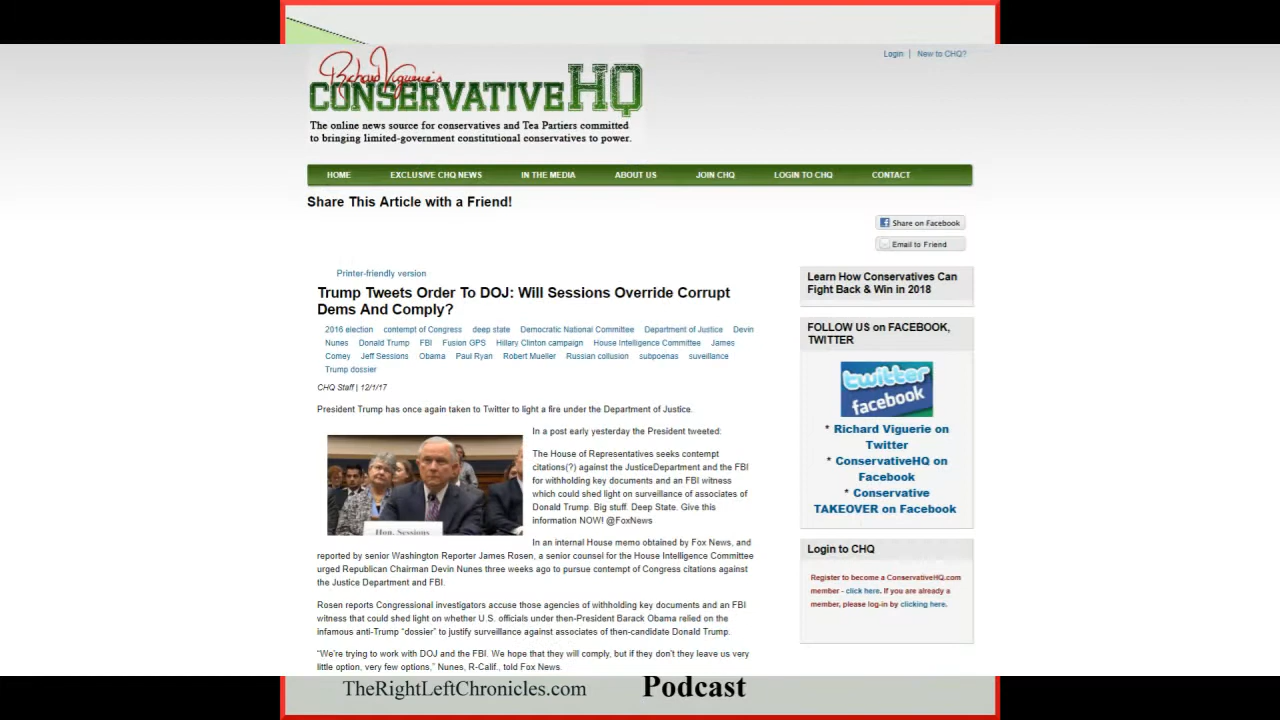 Login | New to CHQ?
Richard Viguerie's
CONSERVATIVEHQ
The online news source for conservatives and Tea Partiers committed
to bringing limited-government constitutional conservatives to power.
HOME EXCLUSIVE CHQ NEWS IN THE MEDIA ABOUT US JOIN CHQ LOGIN TO CHQ CONTACT
Share This Article with a Friend!
Share on Facebook
Email to Friend
Printer-friendly version
Trump Tweets Order To DOJ: Will Sessions Override Corrupt
Dems And Comply?
2016 election contempt of Congress deep state Democratic National Committee Department of Justice Devin
Nunes Donald Trump FBI Fusion GPS Hillary Clinton campaign House Intelligence Committee James
Comey Jeff Sessions Obama Paul Ryan Robert Mueller Russian collusion subpoenas suveillance
Trump dossier
CHQ Staff | 12/1/17
President Trump has once again taken to Twitter to light a fire under the Department of Justice.
In a post early yesterday the President tweeted:
The House of Representatives seeks contempt
citations(?) against the JusticeDepartment and the FBI
for withholding key documents and an FBI witness
which could shed light on surveillance of associates of
Donald Trump. Big stuff. Deep State. Give this
information NOW! @FoxNews
Hon. Sessions
In an internal House memo obtained by Fox News, and
reported by senior Washington Reporter James Rosen, a senior counsel for the House Intelligence Committee
urged Republican Chairman Devin Nunes three weeks ago to pursue contempt of Congress citations against
the Justice Department and FBI.
Rosen reports Congressional investigators accuse those agencies of withholding key documents and an FBI
witness that could shed light on whether U.S. officials under then-President Barack Obama relied on the
infamous anti-Trump "dossier" to justify surveillance against associates of then-candidate Donald Trump.
"We're trying to work with DOJ and the FBI. We hope that they will comply, but if they don't they leave us very
little option, very few options," Nunes, R-Calif., told Fox News.
Learn How Conservatives Can
Fight Back & Win in 2018
FOLLOW US on FACEBOOK,
TWITTER
twitter
facebook
* Richard Viguerie on
Twitter
* ConservativeHQ on
Facebook
* Conservative
TAKEOVER on Facebook
Login to CHQ
Register to become a ConservativeHQ.com
member - click here. If you are already a
member, please log-in by clicking here.
TheRightLeftChronicles.com Podcast